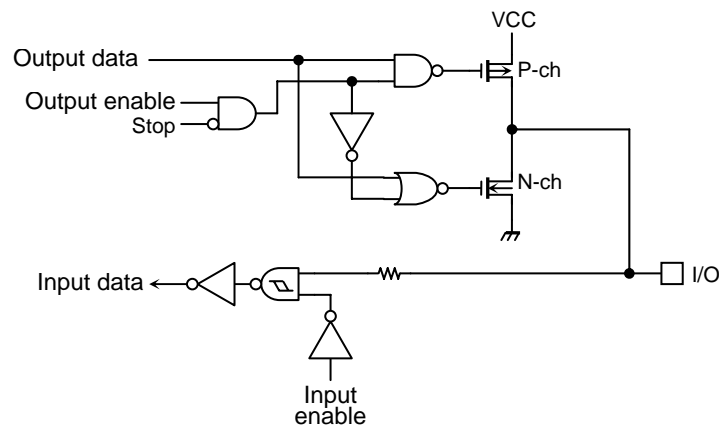 VCC
Output data
P-ch
Output enable
Stop
N-ch
Input data
I/O
Input
enable